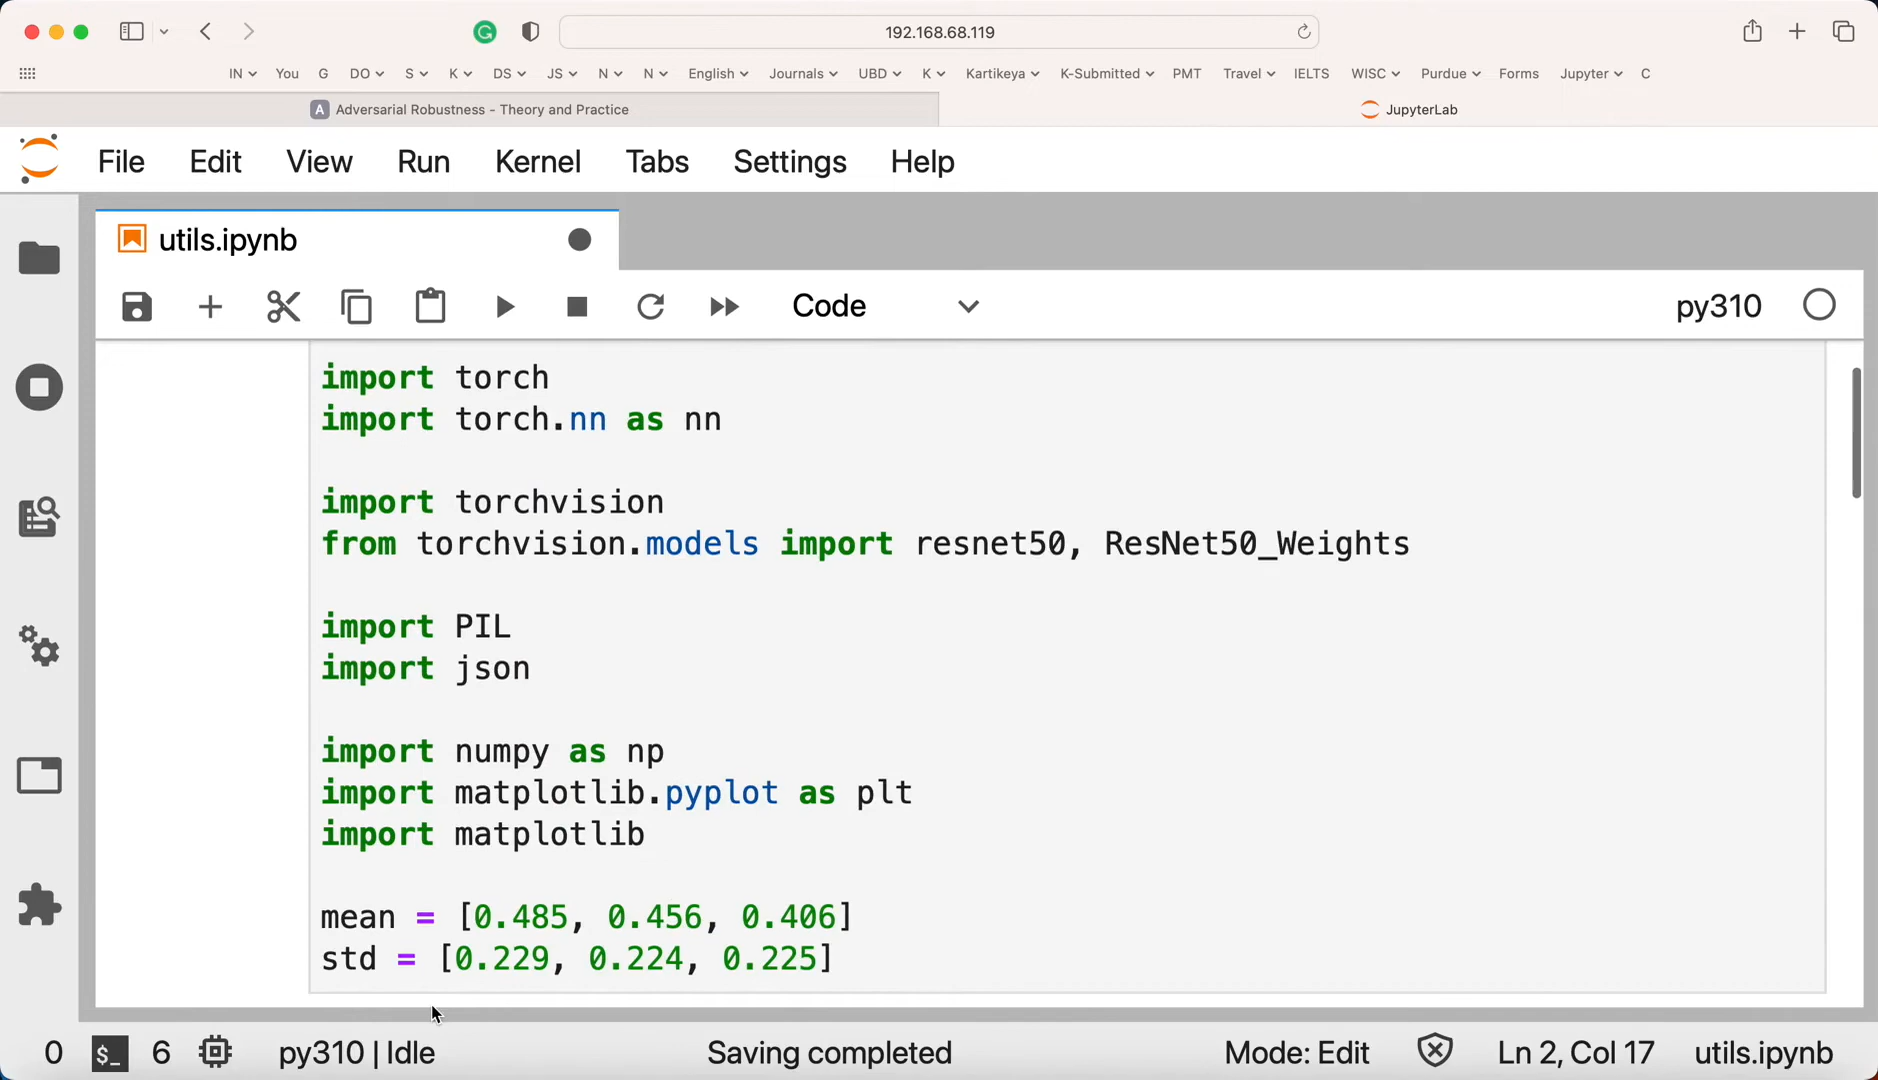 192.168.68.119
IN You G DO S K DS JS N N English Journals UBD K Kartikeya K-Submitted PMT Travel IELTS WISC Purdue Forms Jupyter C
A Adversarial Robustness - Theory and Practice
JupyterLab
File Edit View Run Kernel Tabs Settings Help
utils.ipynb
Code
py310
import torch
import torch.nn as nn
import torchvision
from torchvision.models import resnet50, ResNet50_Weights
import PIL
import json
import numpy as np
import matplotlib.pyplot as plt
import matplotlib
mean = [0.485, 0.456, 0.406]
std = [0.229, 0.224, 0.225]
0 $_ 6 py310 | Idle Saving completed Mode: Edit Ln 2, Col 17 utils.ipynb